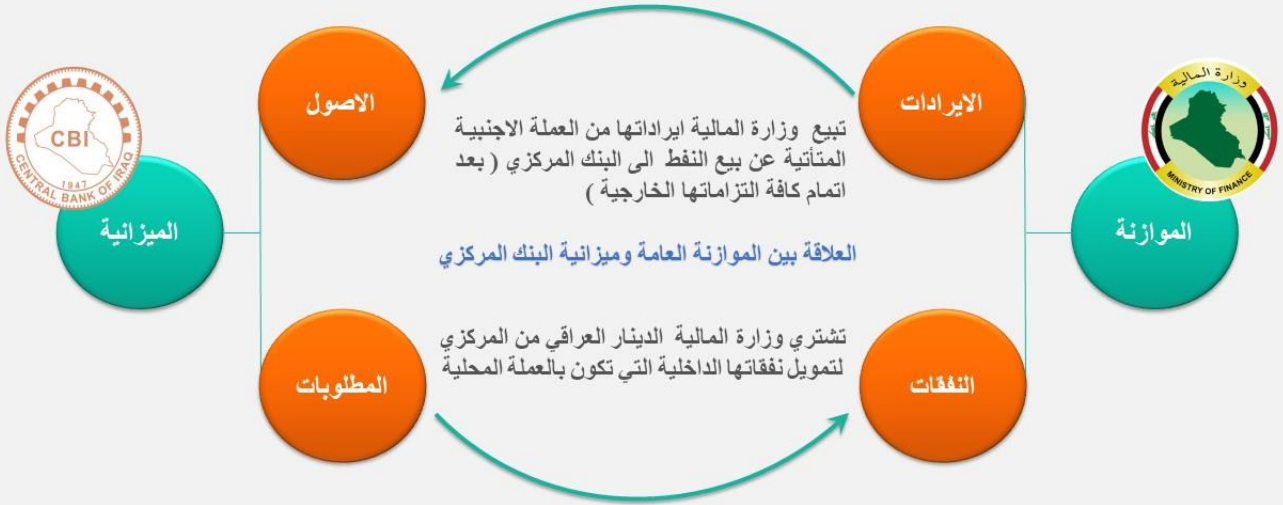 وزارة المالية
MINISTRY OF FINANCE
الموازنة
الايرادات
النفقات
تبيع وزارة المالية ايراداتها من العملة الاجنبية
المتأتية عن بيع النفط الى البنك المركزي ( بعد
اتمام كافة التزاماتها الخارجية )
العلاقة بين الموازنة العامة وميزانية البنك المركزي
تشتري وزارة المالية الدينار العراقي من المركزي
لتمويل نفقاتها الداخلية التي تكون بالعملة المحلية
الاصول
المطلوبات
CBI
1947
CENTRAL BANK OF IRAQ
الميزانية